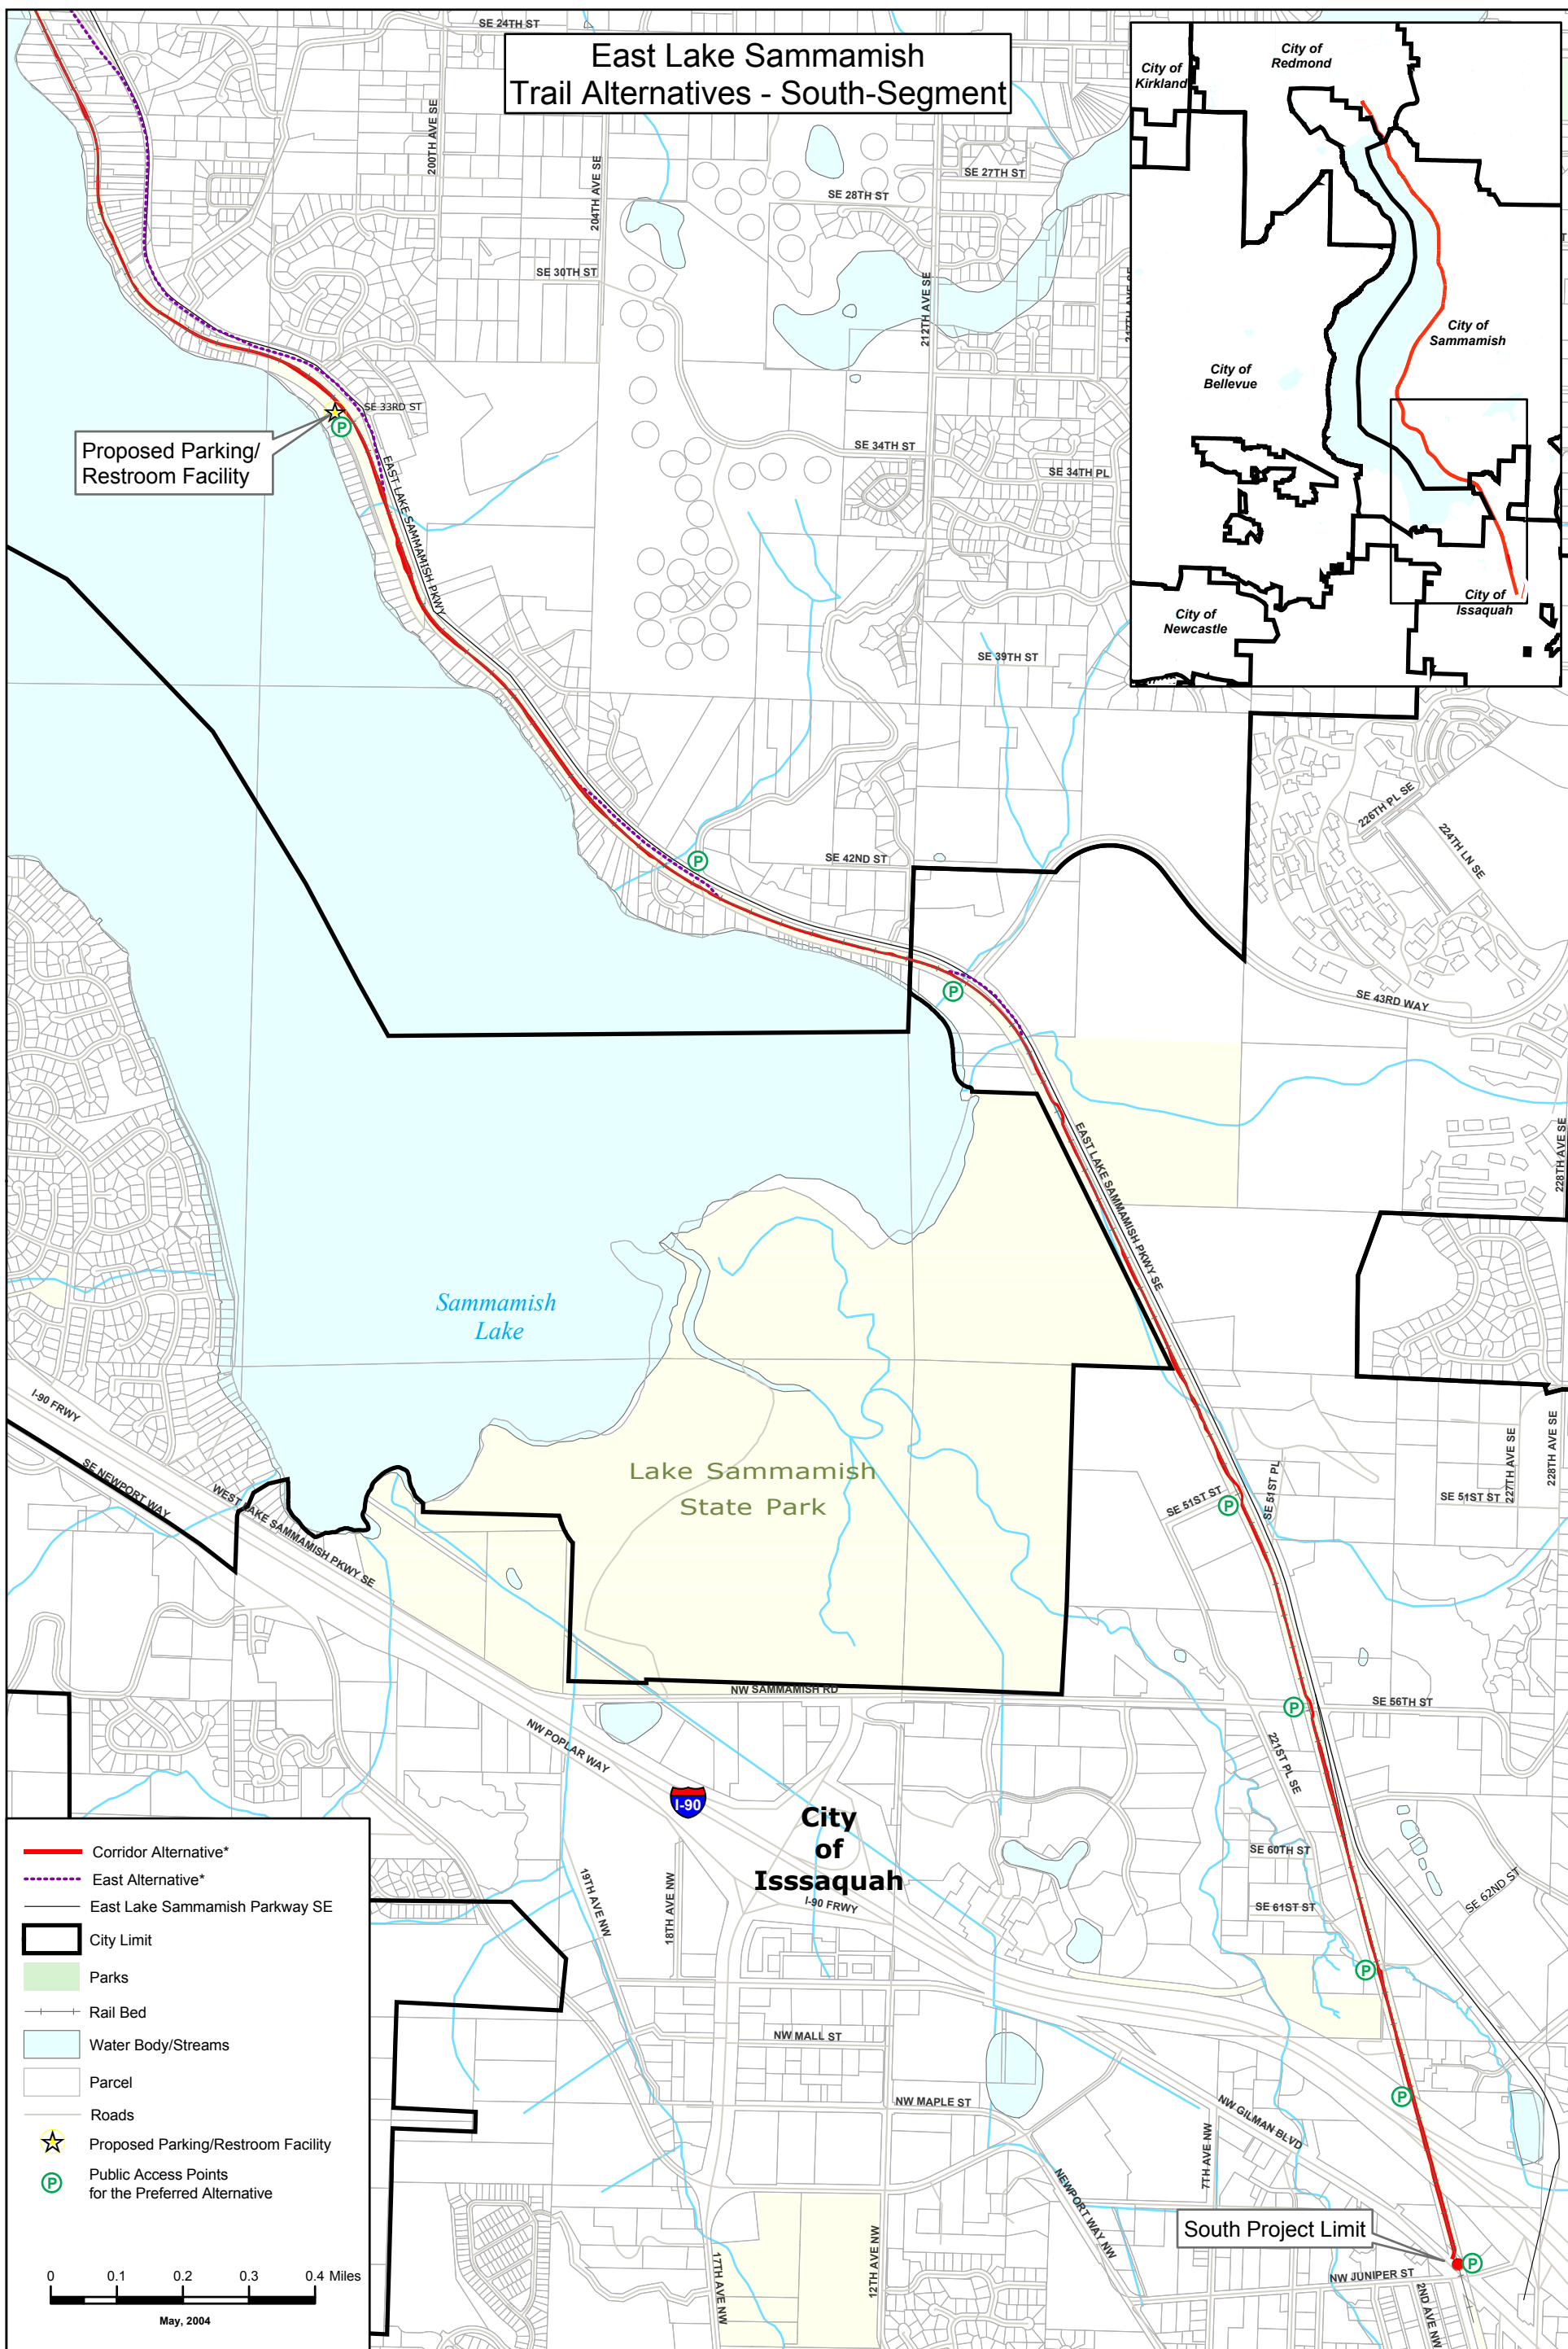 East Lake Sammamish
Trail Alternatives - South-Segment
SE 24TH ST
200TH AVE SE
204TH AVE SE
SE 27TH ST
SE 28TH ST
SE 30TH ST
212TH AVE SE
City of
Kirkland
City of
Redmond
City of
Sammamish
City of
Bellevue
City of
Newcastle
City of
Issaquah
SE 33RD ST
P
Proposed Parking/
Restroom Facility
EAST LAKE SAMMAMISH PKWY
SE 34TH ST
SE 34TH PL
SE 39TH ST
226TH PL SE
224TH LN SE
P
SE 42ND ST
P
SE 43RD WAY
EAST LAKE SAMMAMISH PKWY SE
228TH AVE SE
Sammamish
Lake
I-90 FRWY
SE NEWPORT WAY
WEST LAKE SAMMAMISH PKWY SE
Lake Sammamish
State Park
SE 51ST ST
P
SE 51ST PL
SE 51ST ST
227TH AVE SE
228TH AVE SE
NW SAMMAMISH RD
P
SE 56TH ST
NW POPLAR WAY
221ST PL SE
I-90
City
of
Isssaquah
I-90 FRWY
SE 60TH ST
SE 61ST ST
SE 62ND ST
19TH AVE NW
18TH AVE NW
P
NW MALL ST
NW MAPLE ST
P
NW GILMAN BLVD
7TH AVE NW
NEWPORT WAY NW
17TH AVE NW
12TH AVE NW
South Project Limit
P
NW JUNIPER ST
2ND AVE NW
Corridor Alternative*
East Alternative*
East Lake Sammamish Parkway SE
City Limit
Parks
Rail Bed
Water Body/Streams
Parcel
Roads
Proposed Parking/Restroom Facility
P
Public Access Points
for the Preferred Alternative
0 0.1 0.2 0.3 0.4 Miles
May, 2004